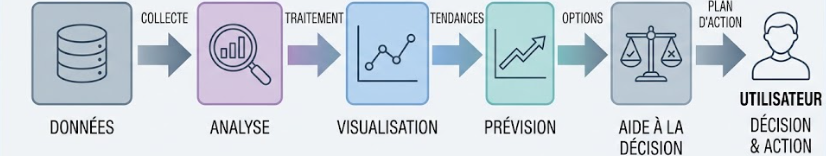 COLLECTE
TRAITEMENT
TENDANCES
OPTIONS
PLAN
D'ACTION
DONNÉES
ANALYSE
VISUALISATION
PRÉVISION
AIDE À LA
DÉCISION
UTILISATEUR
DÉCISION
& ACTION